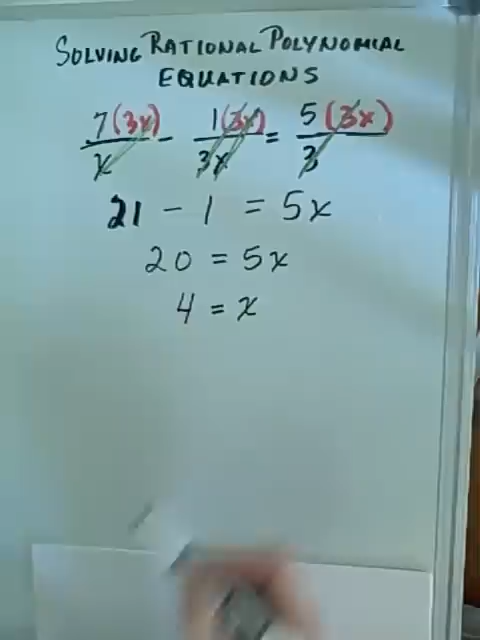 SOLVING RATIONAL POLYNOMIAL
EQUATIONS
7(3x)/x - 1(3x)/3x = 5(3x)/3
21 - 1 = 5x
20 = 5x
4 = x